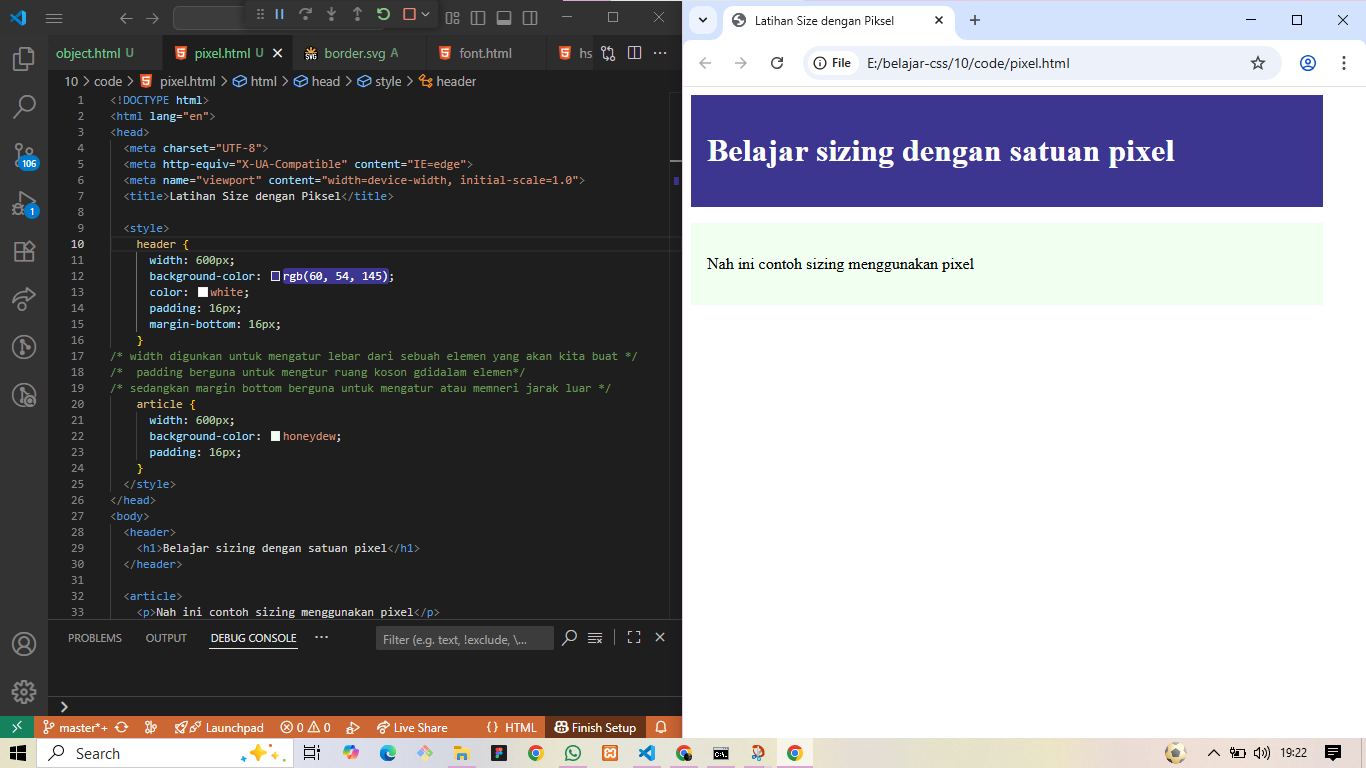 object.html U
pixel.html U
border.svg A
font.html
hs
10 > code > pixel.html > html > head > style > header
1 <!DOCTYPE html>
2 <html lang="en">
3 <head>
4 <meta charset="UTF-8">
5 <meta http-equiv="X-UA-Compatible" content="IE=edge">
6 <meta name="viewport" content="width=device-width, initial-scale=1.0">
7 <title>Latihan Size dengan Piksel</title>
8
9 <style>
10 header {
11 width: 600px;
12 background-color: rgb(60, 54, 145);
13 color: white;
14 padding: 16px;
15 margin-bottom: 16px;
16 }
17 /* width digunkan untuk mengatur lebar dari sebuah elemen yang akan kita buat */
18 /*  padding berguna untuk mengtur ruang koson gdidalam elemen*/
19 /* sedangkan margin bottom berguna untuk mengatur atau memneri jarak luar */
20 article {
21 width: 600px;
22 background-color: honeydew;
23 padding: 16px;
24 }
25 </style>
26 </head>
27 <body>
28 <header>
29 <h1>Belajar sizing dengan satuan pixel</h1>
30 </header>
31
32 <article>
33 <p>Nah ini contoh sizing menggunakan pixel</p>
106
1
PROBLEMS OUTPUT DEBUG CONSOLE ...
Filter (e.g. text, !exclude, \...
master*+ Launchpad 0 0 Live Share {} HTML Finish Setup
Latihan Size dengan Piksel
File E:/belajar-css/10/code/pixel.html
Belajar sizing dengan satuan pixel
Nah ini contoh sizing menggunakan pixel
Search
19:22